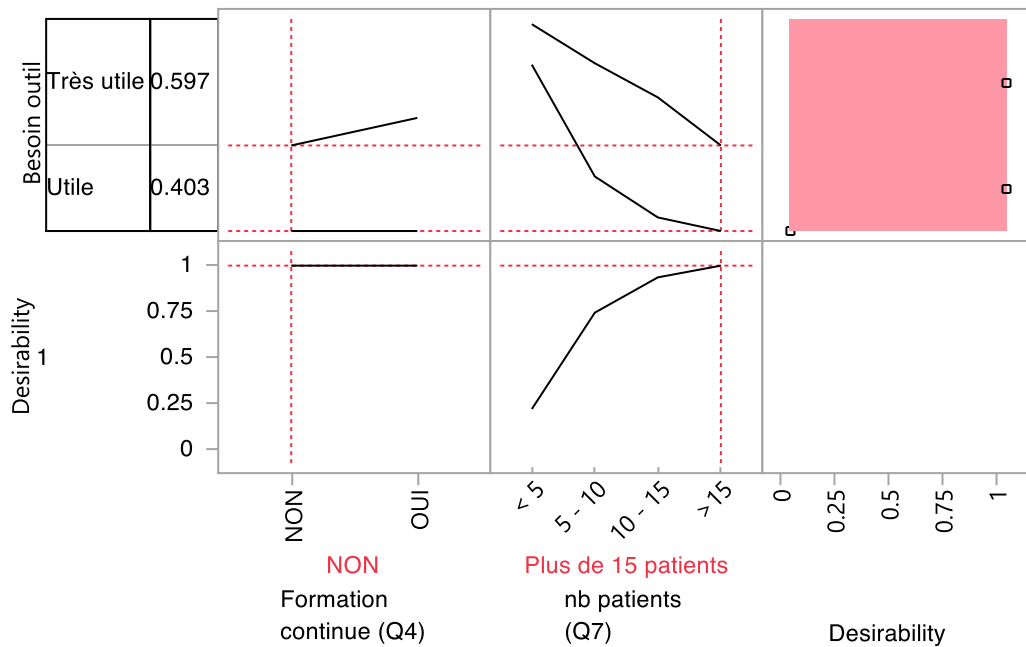 Besoin outil
Très utile 0.597
Utile 0.403
Desirability
1
1
0.75
0.5
0.25
0
NON
OUI
< 5
5 - 10
10 - 15
>15
0
0.25
0.5
0.75
1
NON
Plus de 15 patients
Formation
continue (Q4)
nb patients
(Q7)
Desirability